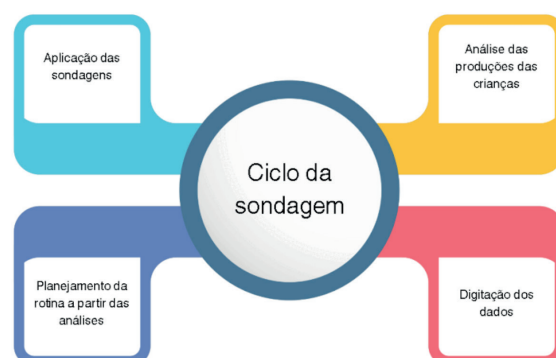 Aplicação das
sondagens
Análise das
produções das
crianças
Ciclo da
sondagem
Planejamento da
rotina a partir das
análises
Digitação dos
dados